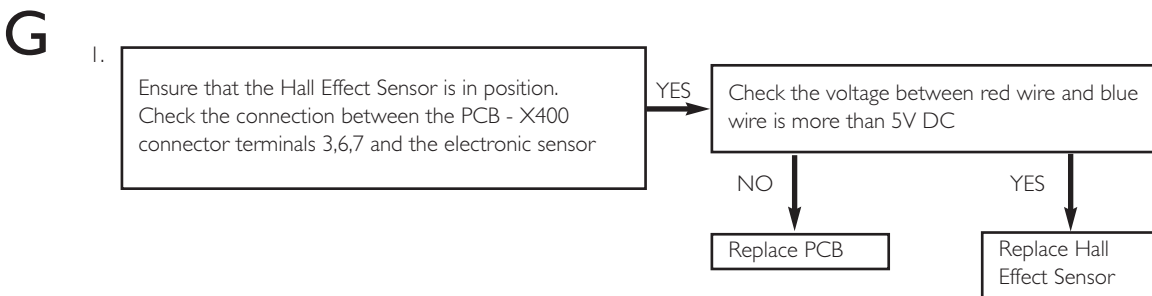 G
1.
Ensure that the Hall Effect Sensor is in position.
Check the connection between the PCB - X400
connector terminals 3,6,7 and the electronic sensor
YES
Check the voltage between red wire and blue
wire is more than 5V DC
NO
YES
Replace PCB
Replace Hall
Effect Sensor